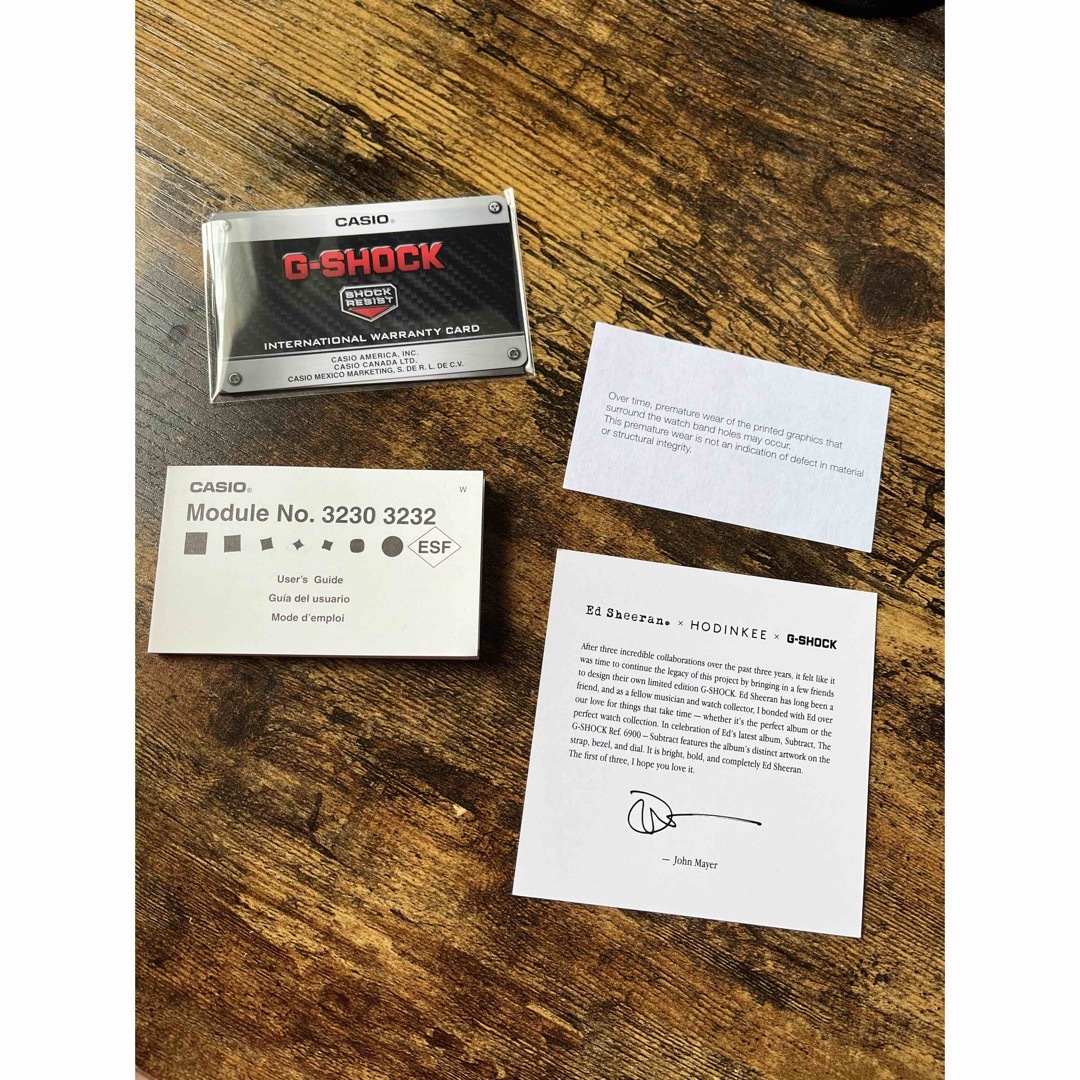 CASIO®
G-SHOCK
SHOCK
RESIST
INTERNATIONAL WARRANTY CARD
CASIO AMERICA, INC.
CASIO CANADA LTD.
CASIO MEXICO MARKETING, S. DE R. L. DE C.V.
Over time, premature wear of the printed graphics that
surround the watch band holes may occur.
This premature wear is not an indication of defect in material
or structural integrity.
CASIO® W
Module No. 3230 3232
ESF
User's Guide
Guía del usuario
Mode d'emploi
Ed Sheeran. × HODINKEE × G-SHOCK
After three incredible collaborations over the past three years, it felt like it
was time to continue the legacy of this project by bringing in a few friends
to design their own limited edition G-SHOCK. Ed Sheeran has long been a
friend, and as a fellow musician and watch collector, I bonded with Ed over
our love for things that take time — whether it's the perfect album or the
perfect watch collection. In celebration of Ed's latest album, Subtract, The
G-SHOCK Ref. 6900 – Subtract features the album's distinct artwork on the
strap, bezel, and dial. It is bright, bold, and completely Ed Sheeran.
The first of three, I hope you love it.
— John Mayer